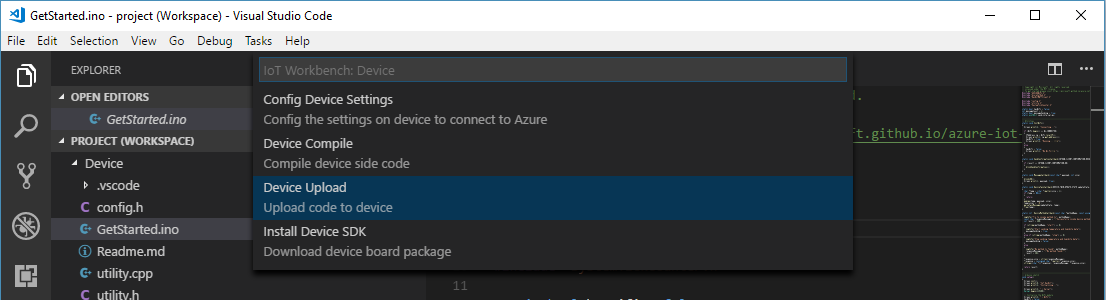 GetStarted.ino - project (Workspace) - Visual Studio Code
File Edit Selection View Go Debug Tasks Help
EXPLORER
OPEN EDITORS
GetStarted.ino
PROJECT (WORKSPACE)
Device
.vscode
config.h
GetStarted.ino
Readme.md
utility.cpp
utility.h
IoT Workbench: Device
Config Device Settings
Config the settings on device to connect to Azure
Device Compile
Compile device side code
Device Upload
Upload code to device
Install Device SDK
Download device board package
d.
ft.github.io/azure-iot-
11